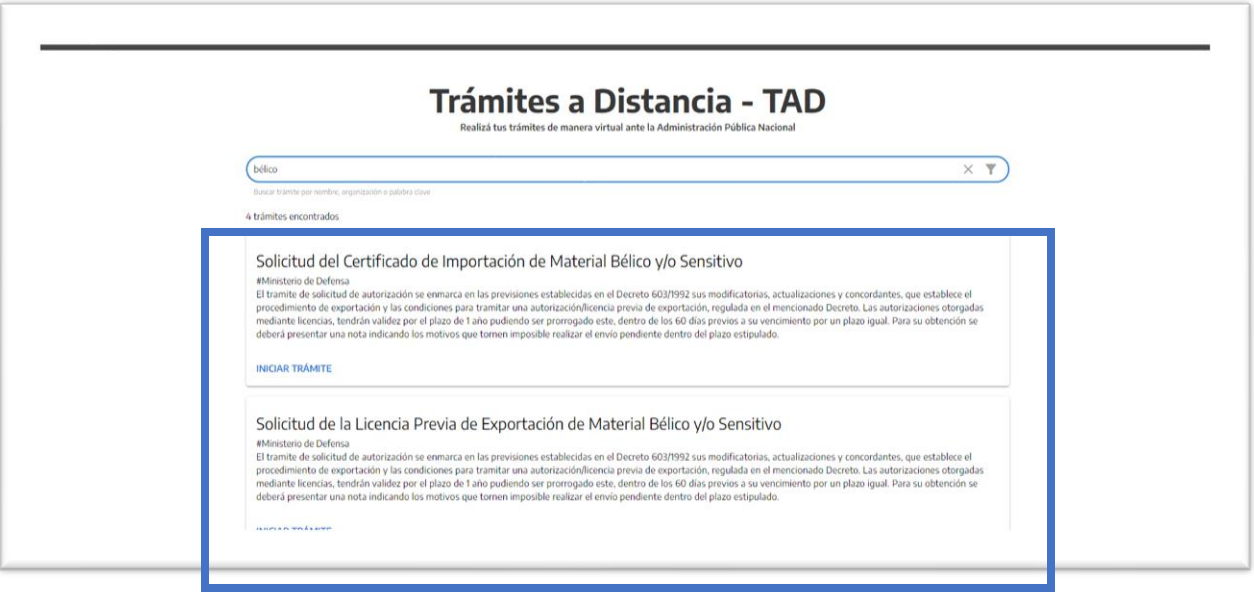 Trámites a Distancia - TAD
Realizá tus trámites de manera virtual ante la Administración Pública Nacional
bélico
Buscar trámite por nombre, organización o palabra clave
4 trámites encontrados
Solicitud del Certificado de Importación de Material Bélico y/o Sensitivo
#Ministerio de Defensa
El tramite de solicitud de autorización se enmarca en las previsiones establecidas en el Decreto 603/1992 sus modificatorias, actualizaciones y concordantes, que establece el
procedimiento de exportación y las condiciones para tramitar una autorización/licencia previa de exportación, regulada en el mencionado Decreto. Las autorizaciones otorgadas
mediante licencias, tendrán validez por el plazo de 1 año pudiendo ser prorrogado este, dentro de los 60 días previos a su vencimiento por un plazo igual. Para su obtención se
deberá presentar una nota indicando los motivos que tornen imposible realizar el envío pendiente dentro del plazo estipulado.
INICIAR TRÁMITE
Solicitud de la Licencia Previa de Exportación de Material Bélico y/o Sensitivo
#Ministerio de Defensa
El tramite de solicitud de autorización se enmarca en las previsiones establecidas en el Decreto 603/1992 sus modificatorias, actualizaciones y concordantes, que establece el
procedimiento de exportación y las condiciones para tramitar una autorización/licencia previa de exportación, regulada en el mencionado Decreto. Las autorizaciones otorgadas
mediante licencias, tendrán validez por el plazo de 1 año pudiendo ser prorrogado este, dentro de los 60 días previos a su vencimiento por un plazo igual. Para su obtención se
deberá presentar una nota indicando los motivos que tornen imposible realizar el envío pendiente dentro del plazo estipulado.
INICIAR TRÁMITE